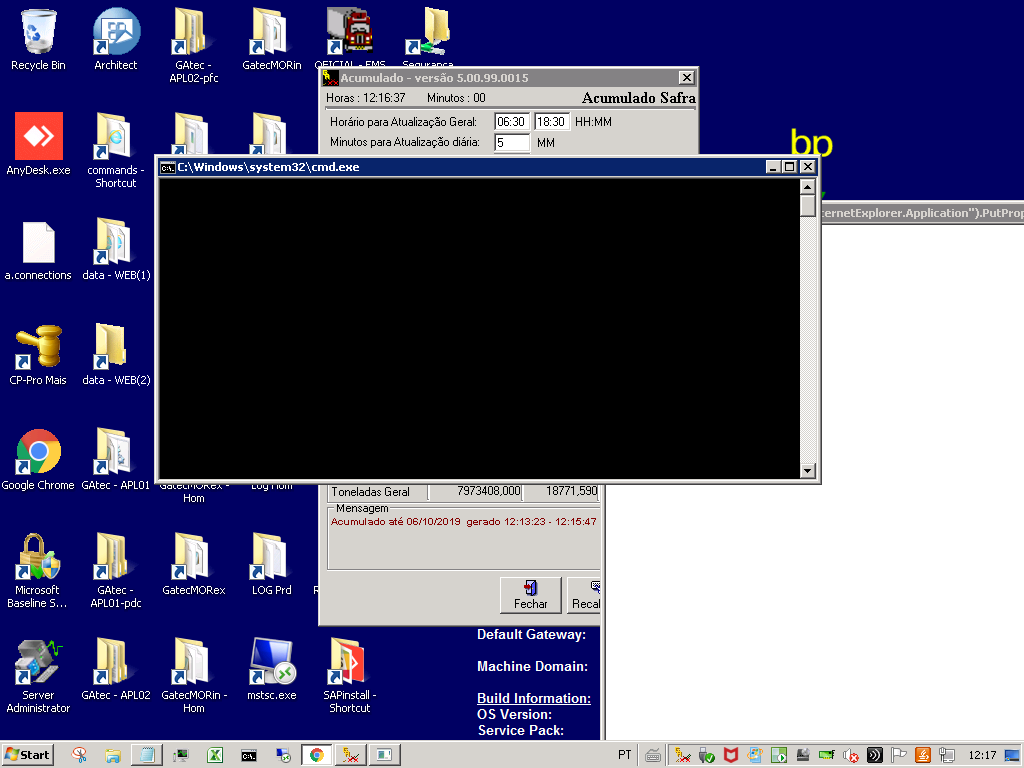 Recycle Bin
Architect
GAtec -
APL02-pfc
GatecMORin
OFICIAL - EMS
Segurança
Acumulado - versão 5.00.99.0015
Horas : 12:16:37
Minutos : 00
Acumulado Safra
Horário para Atualização Geral:
06:30
18:30
HH:MM
Minutos para Atualização diária:
5
MM
bp
AnyDesk.exe
commands -
Shortcut
C:\Windows\system32\cmd.exe
ernetExplorer.Application").PutProp
a.connections
data - WEB(1)
CP-Pro Mais
data - WEB(2)
Google Chrome
GAtec - APL01
GatecMORex -
Hom
Log Hom
Toneladas Geral
7973408,000
18771,590
Mensagem
Acumulado até 06/10/2019 gerado 12:13:23 - 12:15:47
Microsoft
Baseline S...
GAtec -
APL01-pdc
GatecMORex
LOG Prd
Fechar
Recal
Server
Administrator
GAtec - APL02
GatecMORin -
Hom
mstsc.exe
SAPinstall -
Shortcut
Default Gateway:
Machine Domain:
Build Information:
OS Version:
Service Pack:
Start
PT
12:17